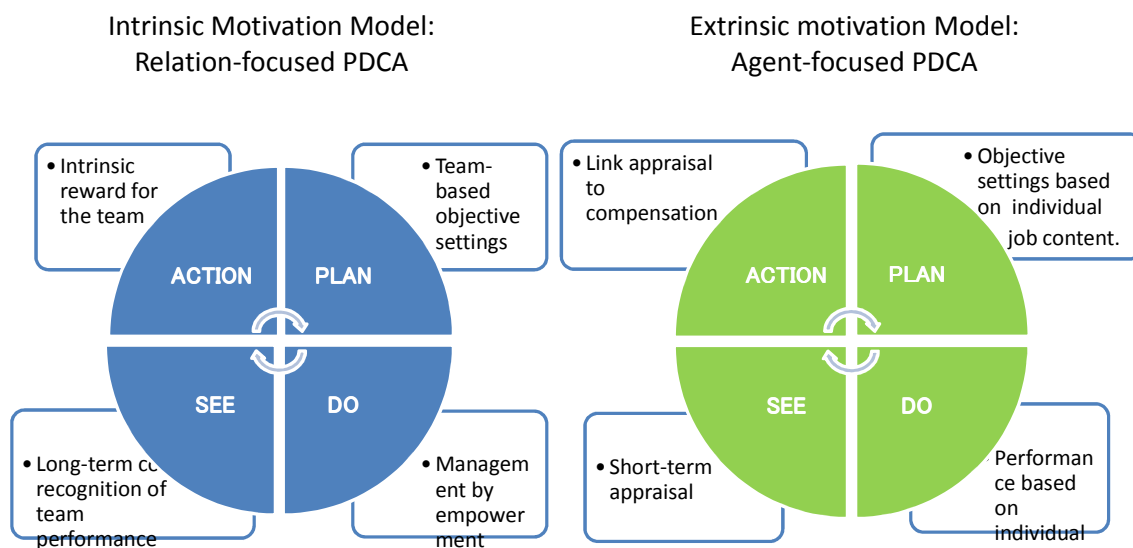 Intrinsic Motivation Model:
Relation-focused PDCA
• Intrinsic
reward for
the team
• Team-
based
objective
settings
ACTION
PLAN
SEE
DO
• Long-term
recognition of
team
performance
• Managem
ent by
empower
ment
Extrinsic motivation Model:
Agent-focused PDCA
• Link appraisal
to
compensation
• Objective
settings based
on individual
job content.
ACTION
PLAN
SEE
DO
• Short-term
appraisal
Performan
ce based
on
individual